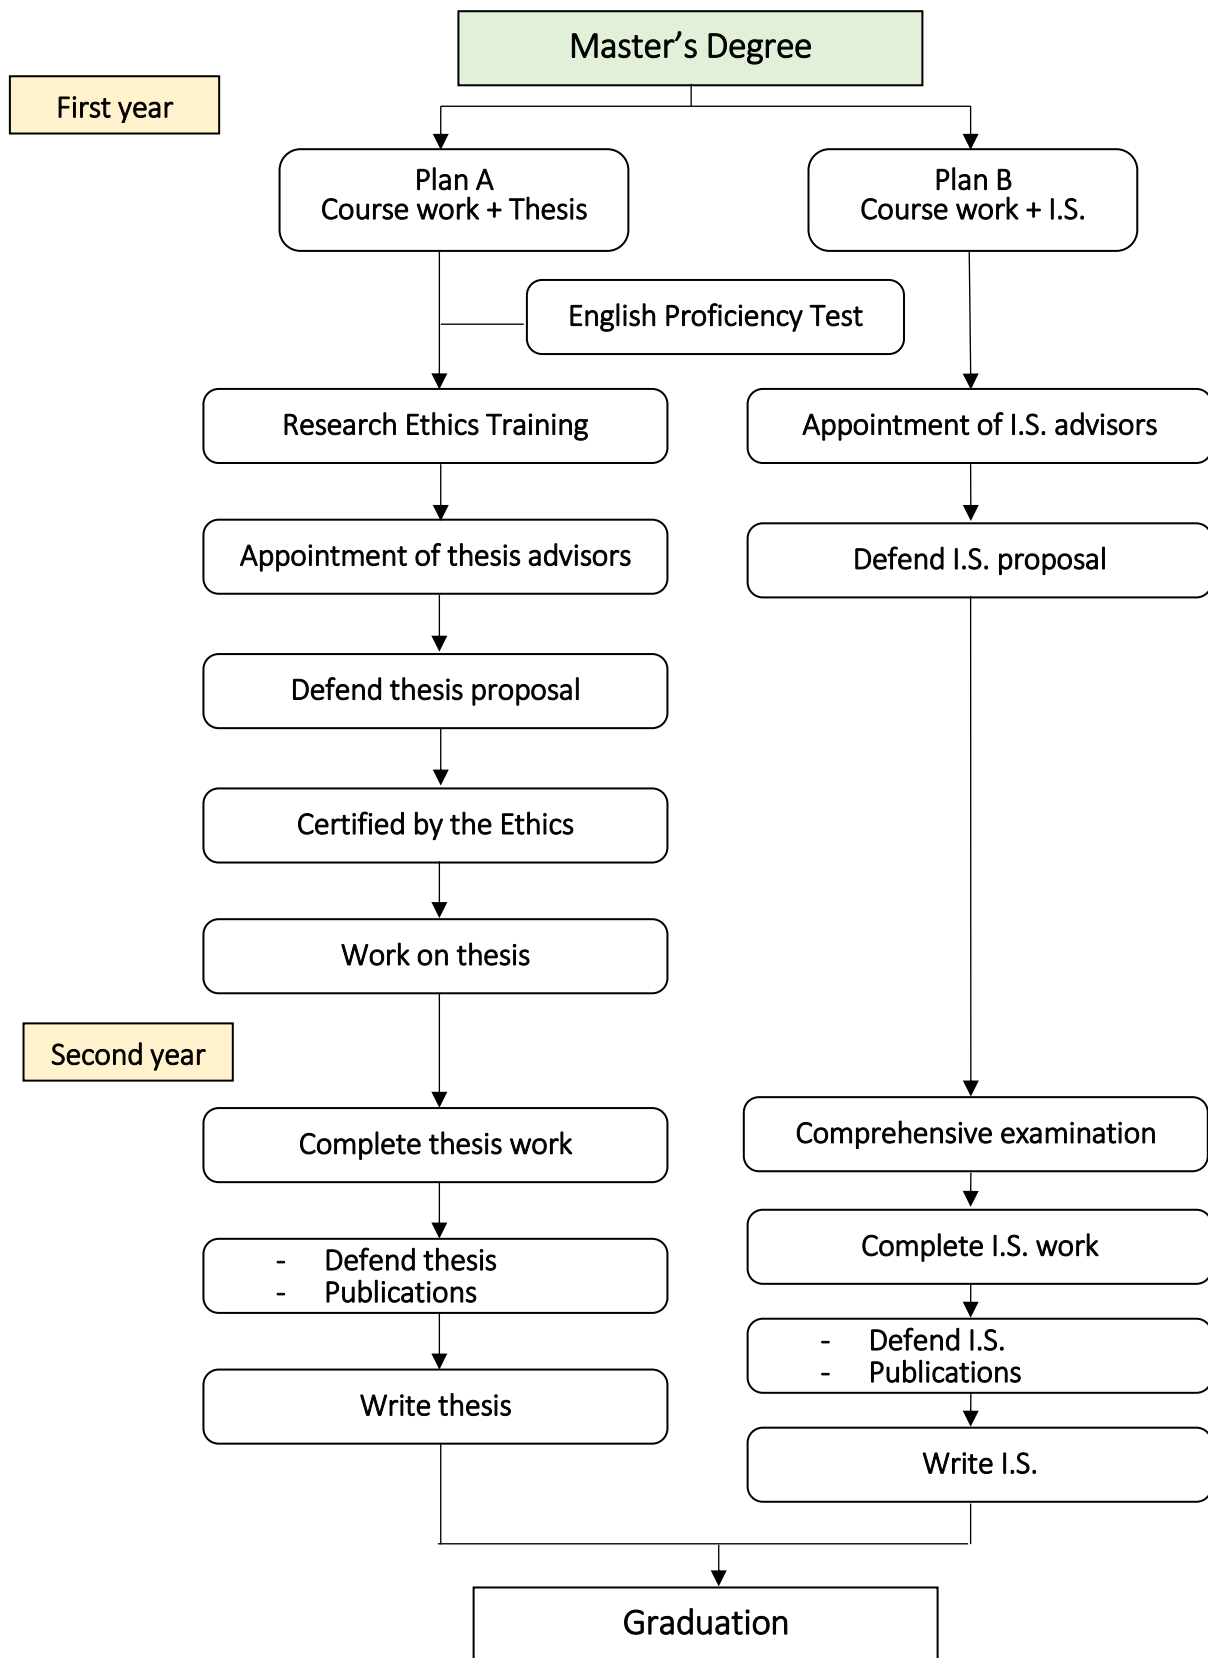 Master’s Degree
First year
Plan A
Course work + Thesis
Plan B
Course work + I.S.
English Proficiency Test
Research Ethics Training
Appointment of I.S. advisors
Appointment of thesis advisors
Defend I.S. proposal
Defend thesis proposal
Certified by the Ethics
Work on thesis
Second year
Complete thesis work
Comprehensive examination
- Defend thesis
- Publications
Complete I.S. work
- Defend I.S.
- Publications
Write thesis
Write I.S.
Graduation